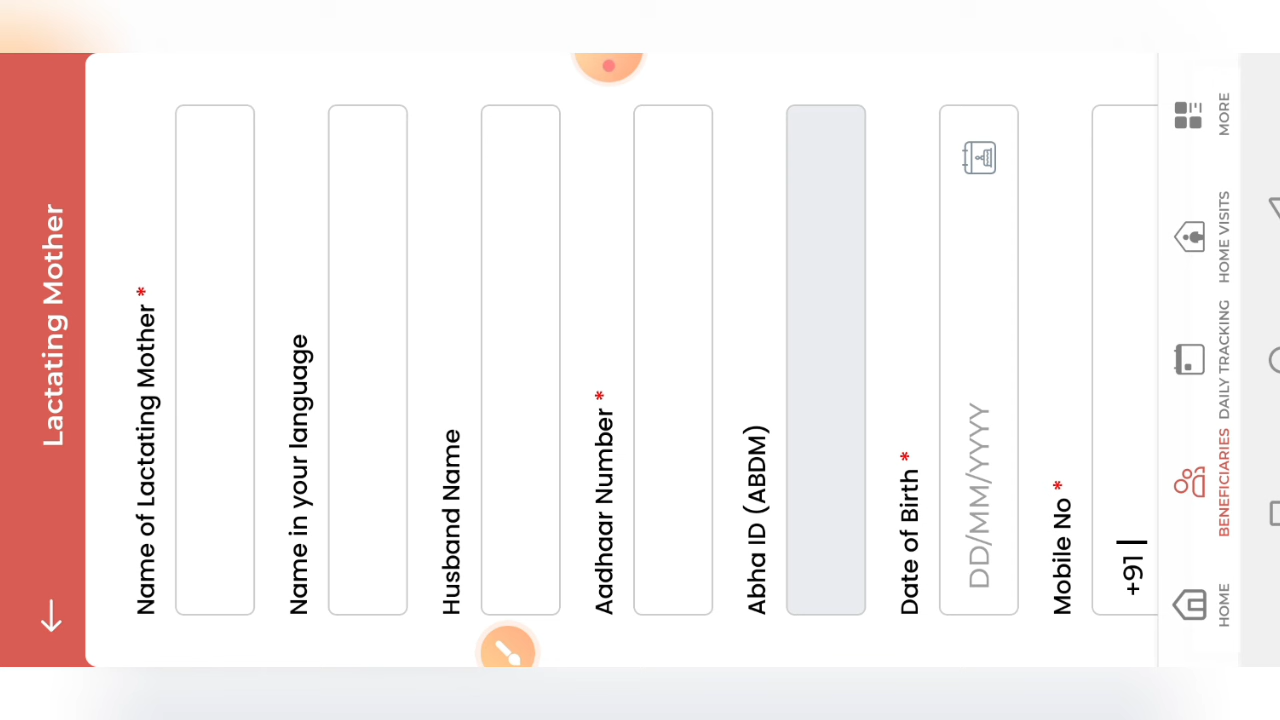 Lactating Mother
Name of Lactating Mother *
Name in your language
Husband Name
Aadhaar Number *
Abha ID (ABDM)
Date of Birth *
DD/MM/YYYY
Mobile No *
+91
HOME
BENEFICIARIES
DAILY TRACKING
HOME VISITS
MORE